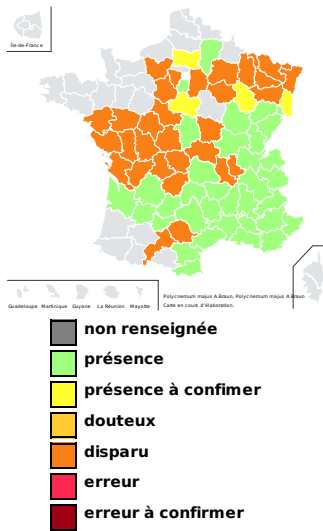 Île-de-France
Guadeloupe Martinique Guyane La Réunion Mayotte
Polycnemum majus A.Braun, Polycnemum majus A.Braun
Carte en cours d'élaboration.
non renseignée
présence
présence à confimer
douteux
disparu
erreur
erreur à confirmer